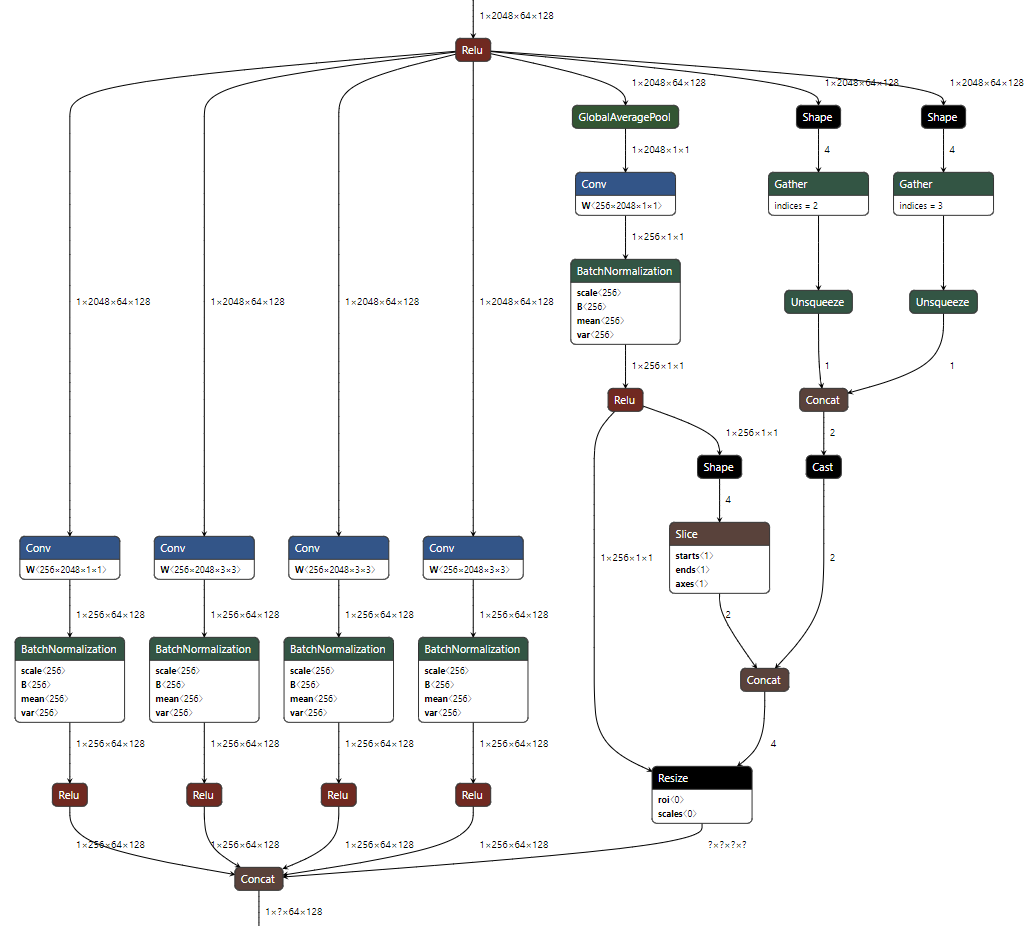 1×2048×64×128
Relu
1×2048×64×128
1×2048×64×128
1×2048×64×128
GlobalAveragePool
Shape
Shape
1×2048×1×1
4
4
Conv
W⟨256×2048×1×1⟩
Gather
indices = 2
Gather
indices = 3
1×256×1×1
BatchNormalization
scale⟨256⟩
B⟨256⟩
mean⟨256⟩
var⟨256⟩
Unsqueeze
Unsqueeze
1×2048×64×128
1×2048×64×128
1×2048×64×128
1×2048×64×128
1×256×1×1
1
1
Relu
Concat
1×256×1×1
2
Shape
Cast
4
Slice
starts⟨1⟩
ends⟨1⟩
axes⟨1⟩
1×256×1×1
2
Conv
W⟨256×2048×1×1⟩
Conv
W⟨256×2048×3×3⟩
Conv
W⟨256×2048×3×3⟩
Conv
W⟨256×2048×3×3⟩
1×256×64×128
1×256×64×128
1×256×64×128
1×256×64×128
2
BatchNormalization
scale⟨256⟩
B⟨256⟩
mean⟨256⟩
var⟨256⟩
BatchNormalization
scale⟨256⟩
B⟨256⟩
mean⟨256⟩
var⟨256⟩
BatchNormalization
scale⟨256⟩
B⟨256⟩
mean⟨256⟩
var⟨256⟩
BatchNormalization
scale⟨256⟩
B⟨256⟩
mean⟨256⟩
var⟨256⟩
Concat
1×256×64×128
1×256×64×128
1×256×64×128
1×256×64×128
4
Resize
roi⟨0⟩
scales⟨0⟩
Relu
Relu
Relu
Relu
1×256×64×128
1×256×64×128
1×256×64×128
1×256×64×128
?×?×?×?
Concat
1×?×64×128